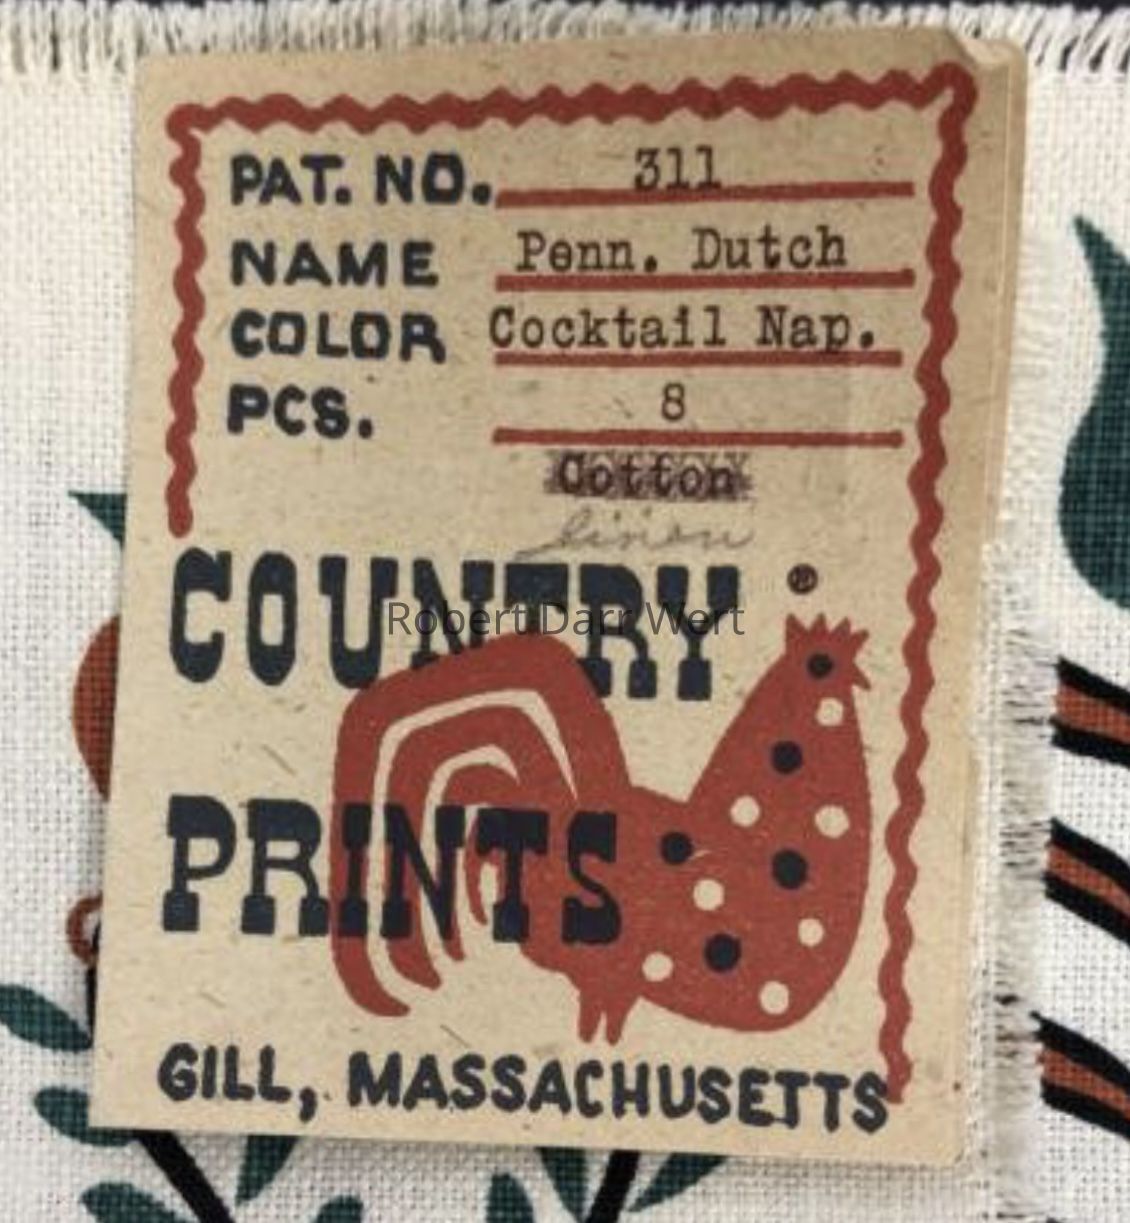 PAT. NO. 311
NAME Penn. Dutch
COLOR Cocktail Nap.
PCS. 8
Cotton
linen
COUNTRY ®
Robert Darr Wert
PRINTS
GILL, MASSACHUSETTS